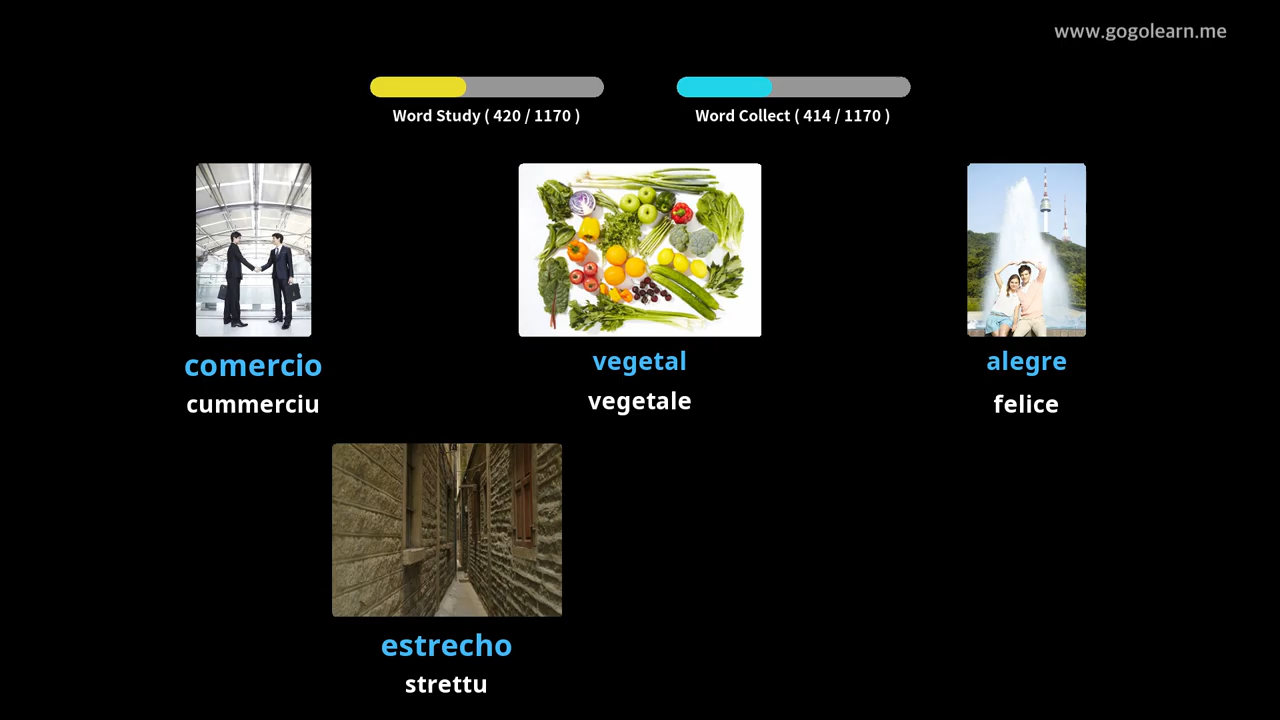 www.gogolearn.me
Word Study ( 420 / 1170 )
Word Collect ( 414 / 1170 )
comercio
cummerciu
vegetal
vegetale
alegre
felice
estrecho
strettu